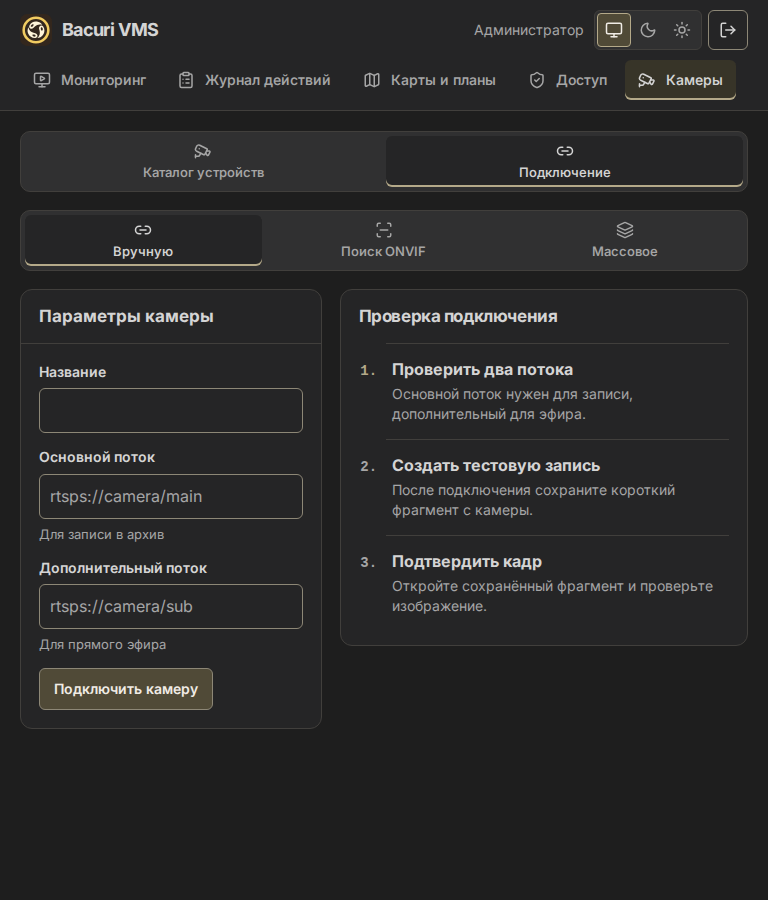 Bacuri VMS
Администратор
Мониторинг
Журнал действий
Карты и планы
Доступ
Камеры
Каталог устройств
Подключение
Вручную
Поиск ONVIF
Массовое
Параметры камеры
Название
Основной поток
rtsps://camera/main
Для записи в архив
Дополнительный поток
rtsps://camera/sub
Для прямого эфира
Подключить камеру
Проверка подключения
1. Проверить два потока
Основной поток нужен для записи,
дополнительный для эфира.
2. Создать тестовую запись
После подключения сохраните короткий
фрагмент с камеры.
3. Подтвердить кадр
Откройте сохранённый фрагмент и проверьте
изображение.